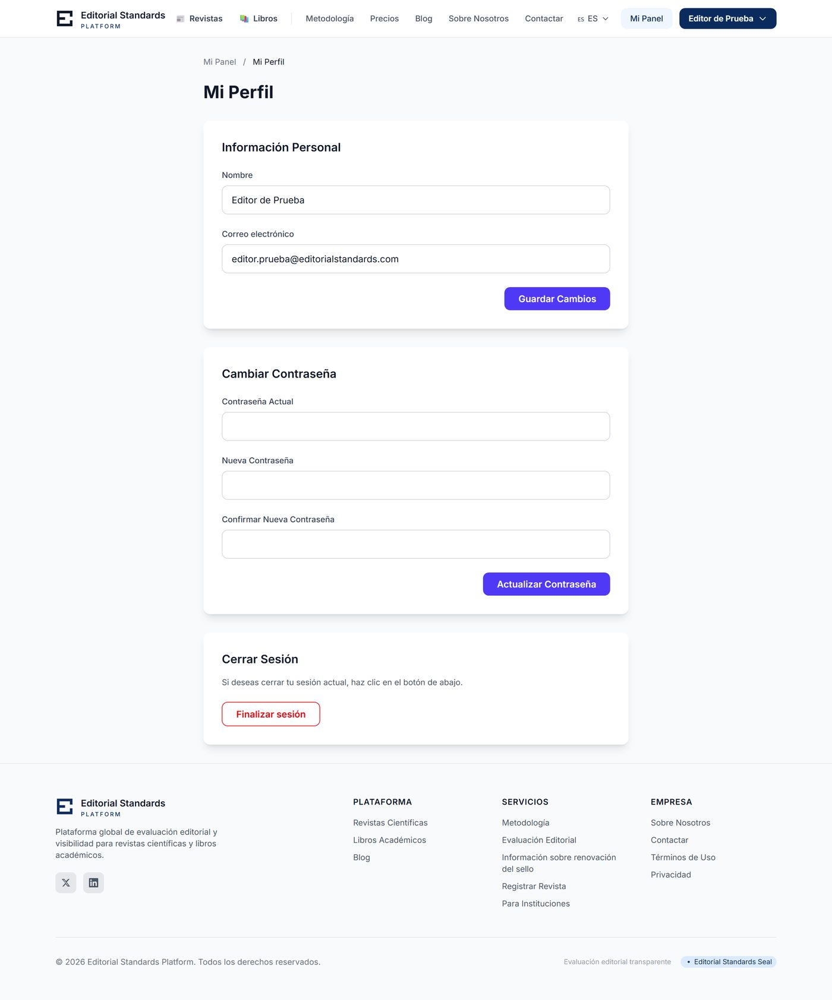 Editorial Standards
PLATFORM
Revistas
Libros
Metodología
Precios
Blog
Sobre Nosotros
Contactar
ES ES
Mi Panel
Editor de Prueba
Mi Panel / Mi Perfil
Mi Perfil
Información Personal
Nombre
Editor de Prueba
Correo electrónico
editor.prueba@editorialstandards.com
Guardar Cambios
Cambiar Contraseña
Contraseña Actual
Nueva Contraseña
Confirmar Nueva Contraseña
Actualizar Contraseña
Cerrar Sesión
Si deseas cerrar tu sesión actual, haz clic en el botón de abajo.
Finalizar sesión
Editorial Standards
PLATFORM
Plataforma global de evaluación editorial y
visibilidad para revistas científicas y libros
académicos.
PLATAFORMA
Revistas Científicas
Libros Académicos
Blog
SERVICIOS
Metodología
Evaluación Editorial
Información sobre renovación
del sello
Registrar Revista
Para Instituciones
EMPRESA
Sobre Nosotros
Contactar
Términos de Uso
Privacidad
© 2026 Editorial Standards Platform. Todos los derechos reservados.
Evaluación editorial transparente
• Editorial Standards Seal